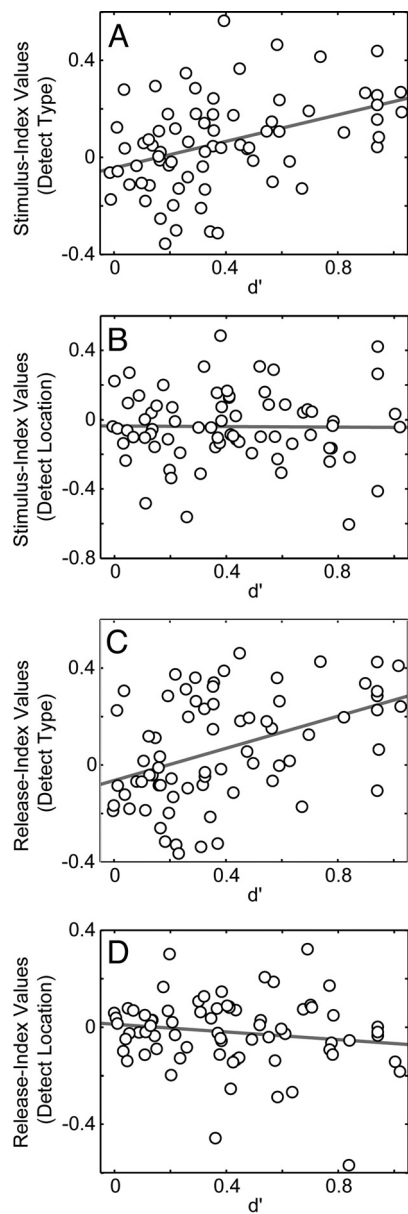 A
Stimulus-Index Values
(Detect Type)
0.4
0
-0.4
0 0.4 0.8
d'
B
Stimulus-Index Values
(Detect Location)
0.4
0
-0.4
-0.8
0 0.4 0.8
d'
C
Release-Index Values
(Detect Type)
0.4
0
-0.4
0 0.4 0.8
d'
D
Release-Index Values
(Detect Location)
0.4
0
-0.4
0 0.4 0.8
d'